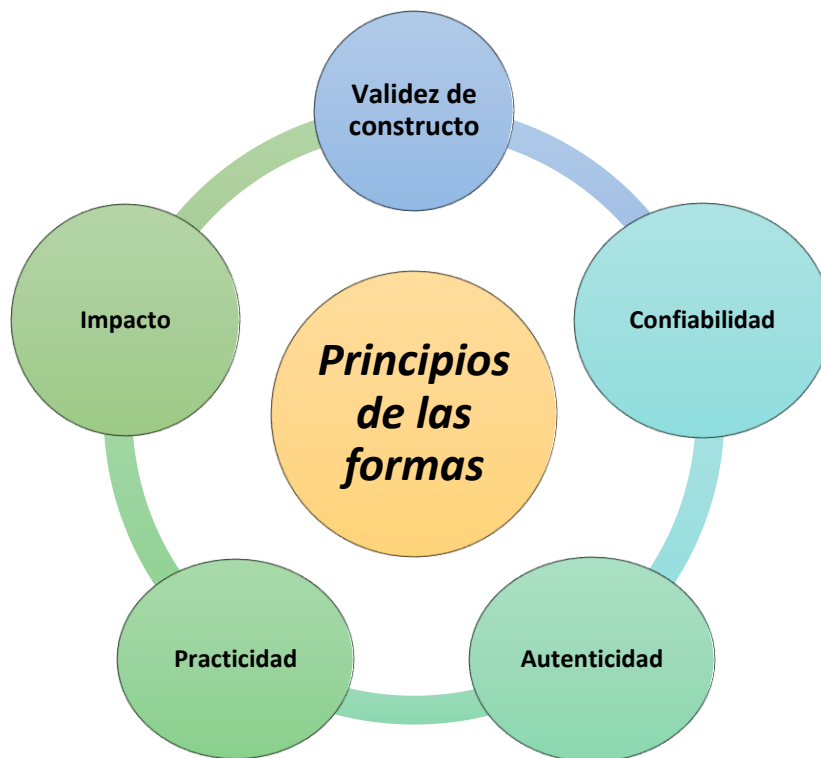 Validez de
constructo
Impacto
Confiabilidad
Principios
de las
formas
Practicidad
Autenticidad